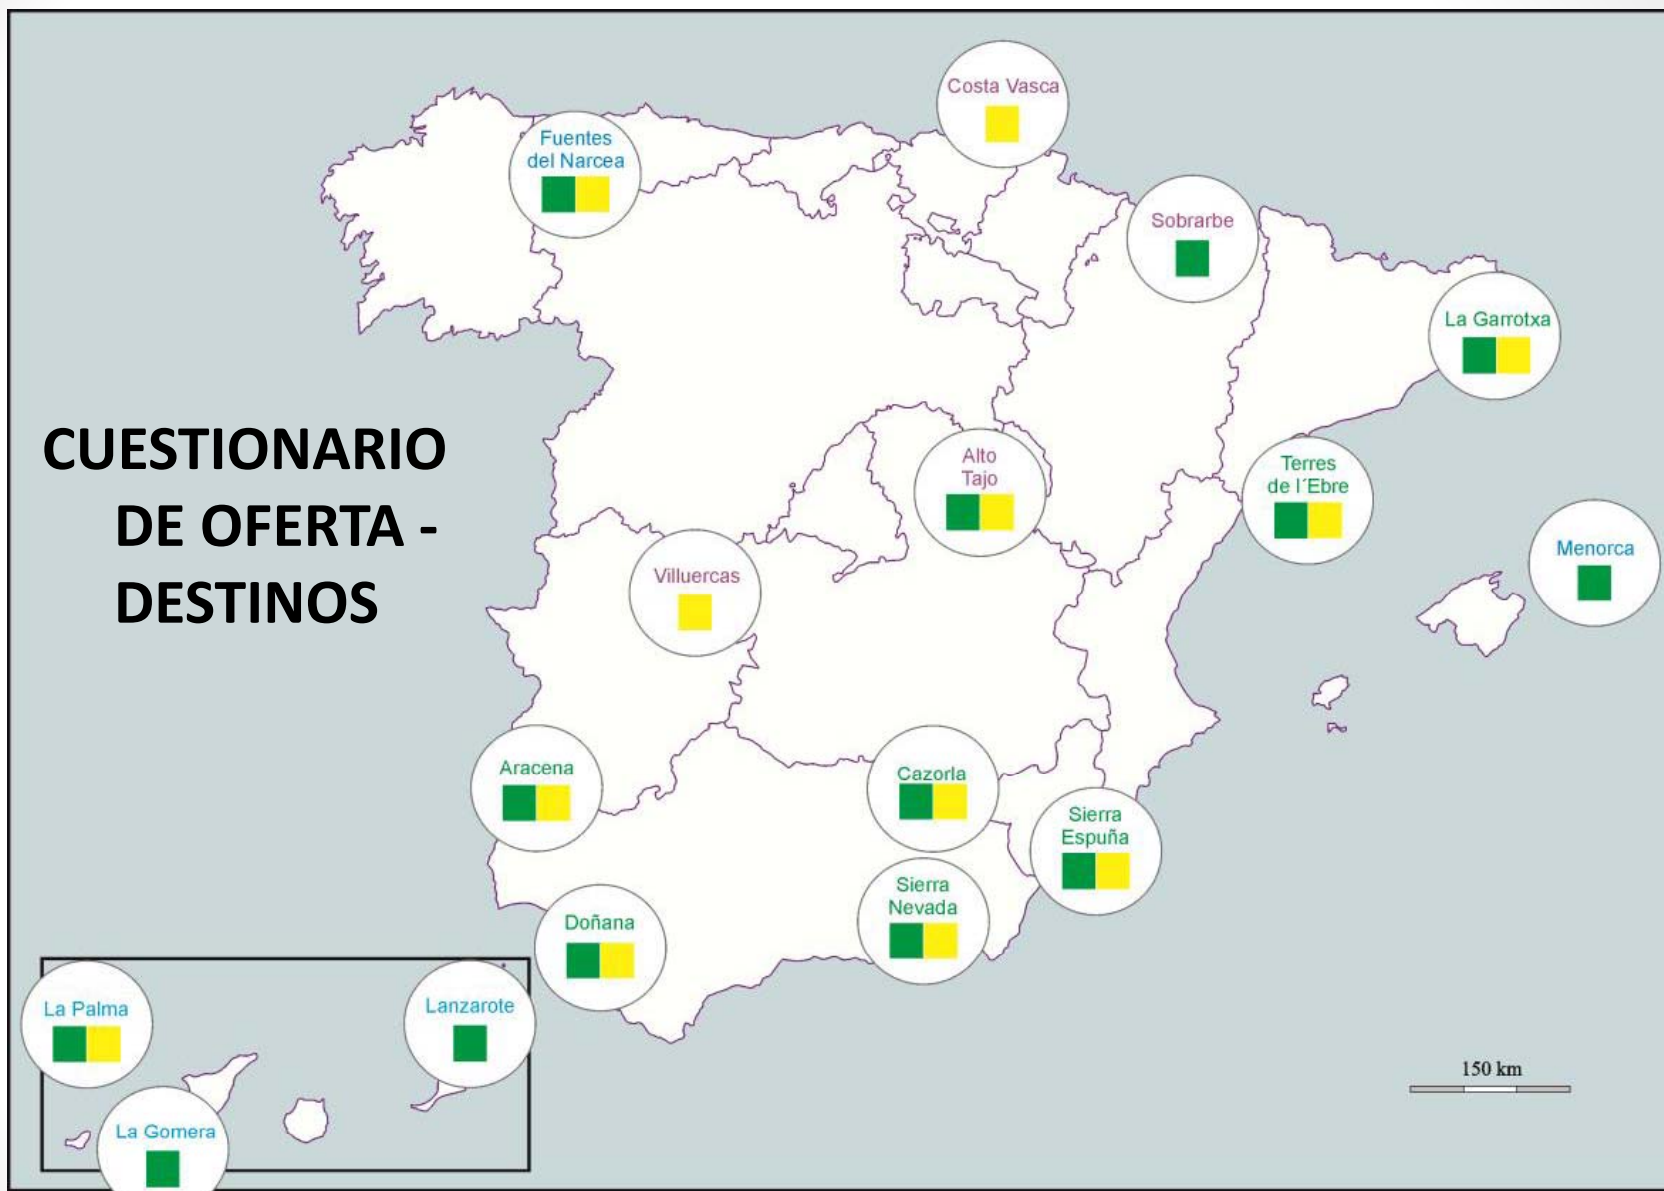 Costa Vasca
Fuentes
del Narcea
Sobrarbe
La Garrotxa
CUESTIONARIO
DE OFERTA -
DESTINOS
Alto
Tajo
Terres
de l´Ebre
Menorca
Villuercas
Aracena
Cazorla
Sierra
Espuña
Sierra
Nevada
Doñana
La Palma
Lanzarote
La Gomera
150 km